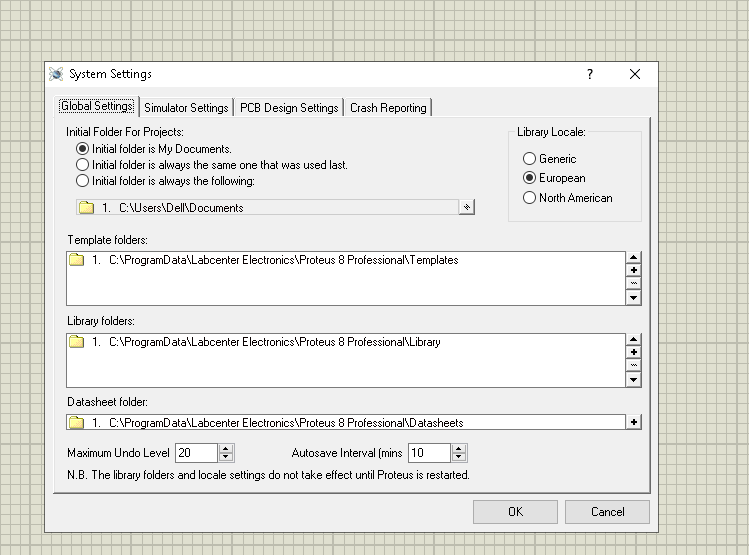 System Settings
?
Global Settings
Simulator Settings
PCB Design Settings
Crash Reporting
Initial Folder For Projects:
Initial folder is My Documents.
Initial folder is always the same one that was used last.
Initial folder is always the following:
1. C:\Users\Dell\Documents
Library Locale:
Generic
European
North American
Template folders:
1. C:\ProgramData\Labcenter Electronics\Proteus 8 Professional\Templates
Library folders:
1. C:\ProgramData\Labcenter Electronics\Proteus 8 Professional\Library
Datasheet folder:
1. C:\ProgramData\Labcenter Electronics\Proteus 8 Professional\Datasheets
Maximum Undo Level 20 Autosave Interval (mins 10
N.B. The library folders and locale settings do not take effect until Proteus is restarted.
OK
Cancel